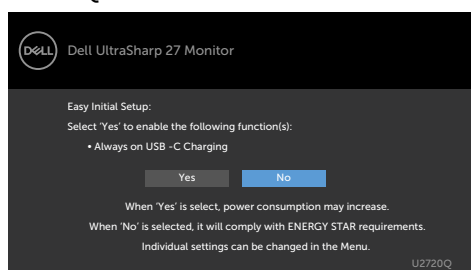 DELL Dell UltraSharp 27 Monitor
Easy Initial Setup:
Select ‘Yes’ to enable the following function(s):
• Always on USB -C Charging
Yes No
When ‘Yes’ is select, power consumption may increase.
When ‘No’ is selected, it will comply with ENERGY STAR requirements.
Individual settings can be changed in the Menu.
U2720Q